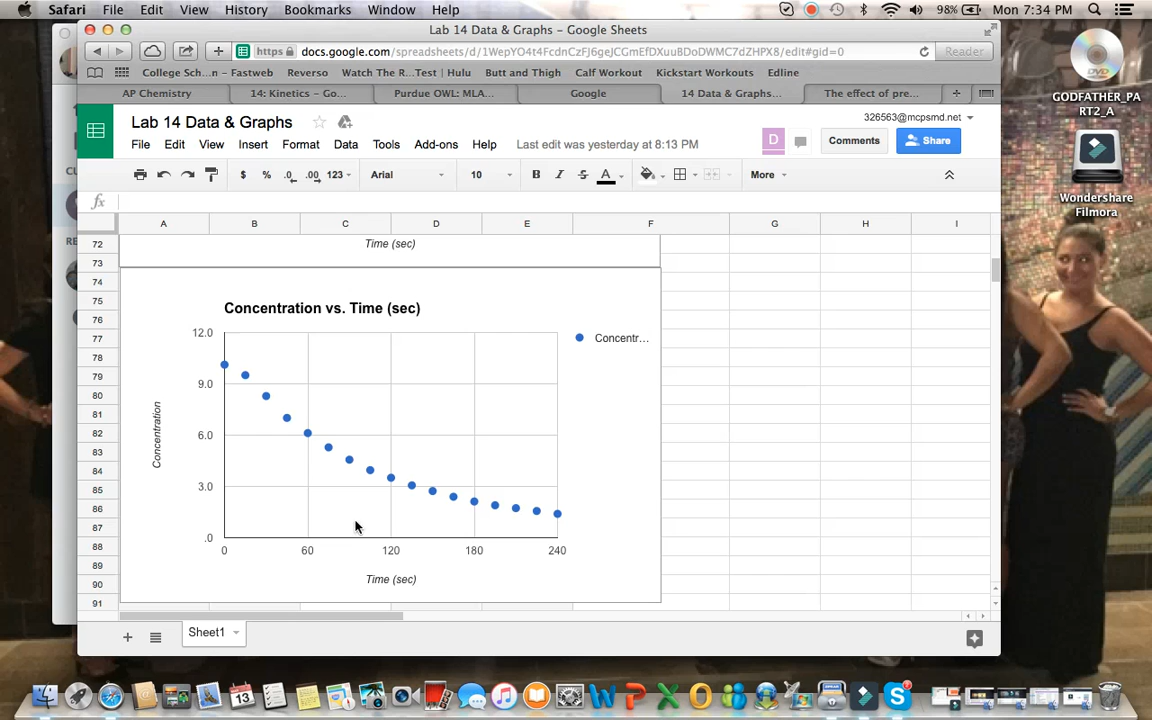 Safari File Edit View History Bookmarks Window Help 98% Mon 7:34 PM
Lab 14 Data & Graphs - Google Sheets
https docs.google.com/spreadsheets/d/1WepYO4t4FcdnCzFJ6geJCGmEfDXuuBDoDWMC7dZHPX8/edit#gid=0 Reader
College Sch...n - Fastweb Reverso Watch The R...Test | Hulu Butt and Thigh Calf Workout Kickstart Workouts Edline
AP Chemistry 14: Kinetics – Go... Purdue OWL: MLA... Google 14 Data & Graphs... The effect of pre...
GODFATHER_PA
RT2_A
Lab 14 Data & Graphs 326563@mcpsmd.net
File Edit View Insert Format Data Tools Add-ons Help Last edit was yesterday at 8:13 PM D Comments Share
$ % .0 .00 123 Arial 10 B I S A More
Wondershare
Filmora
fx
A B C D E F G H I
72 Time (sec)
73
74
75 Concentration vs. Time (sec)
76 12.0
77 Concentr...
78
79 9.0
80
81
82 6.0
83
84
85 3.0
86
87
88 .0
0 60 120 180 240
89
90 Time (sec)
91
Concentration
Sheet1
13